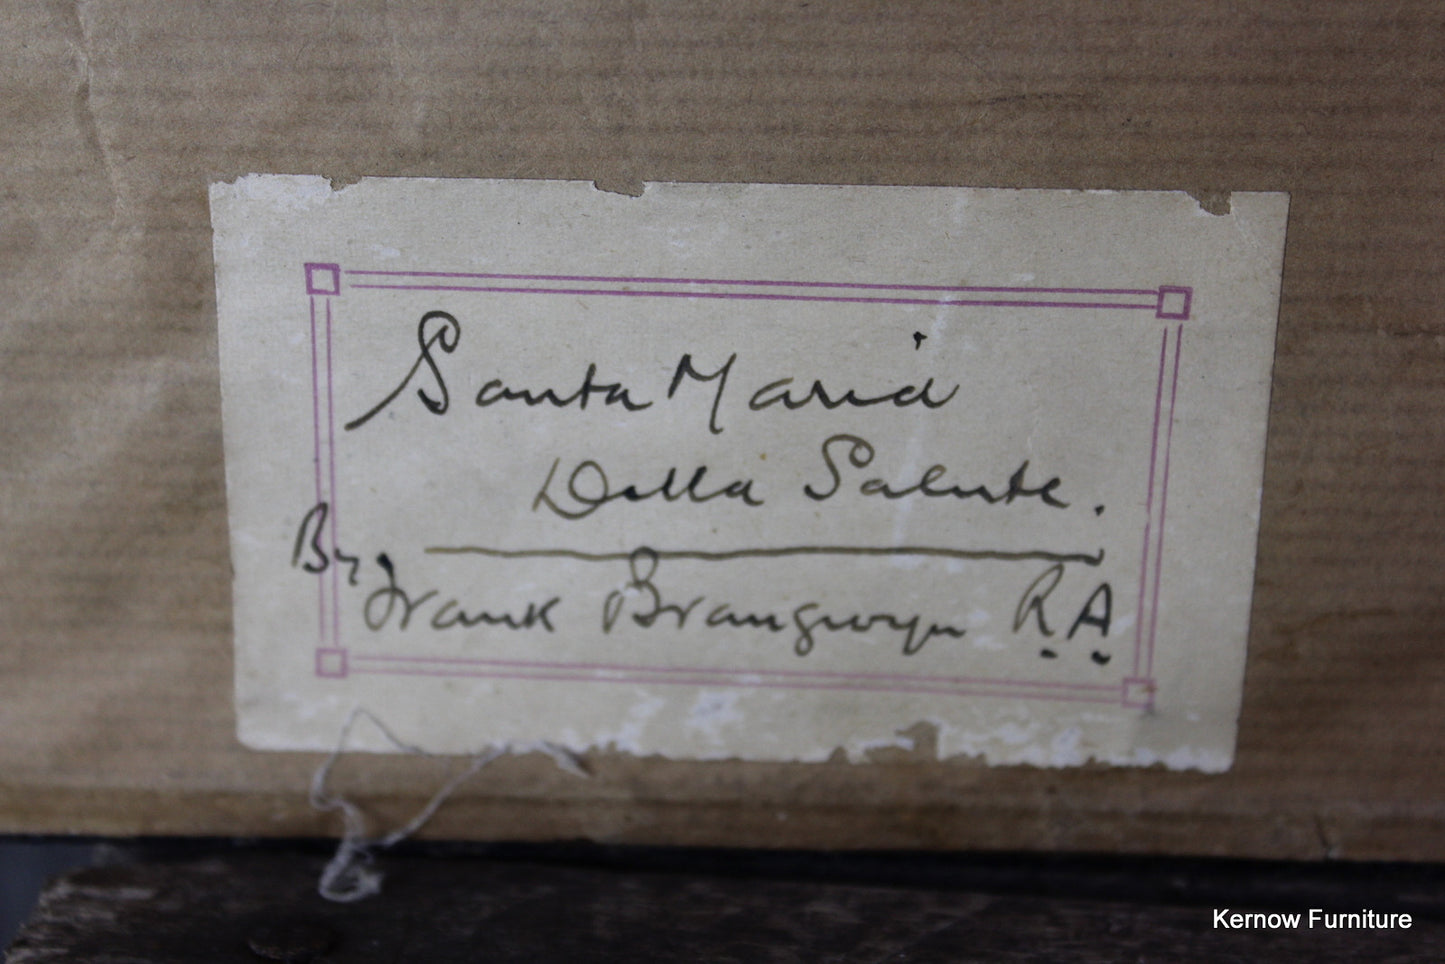 Santa Maria
Della Salute.
By Frank Brangwyn R.A.
Kernow Furniture